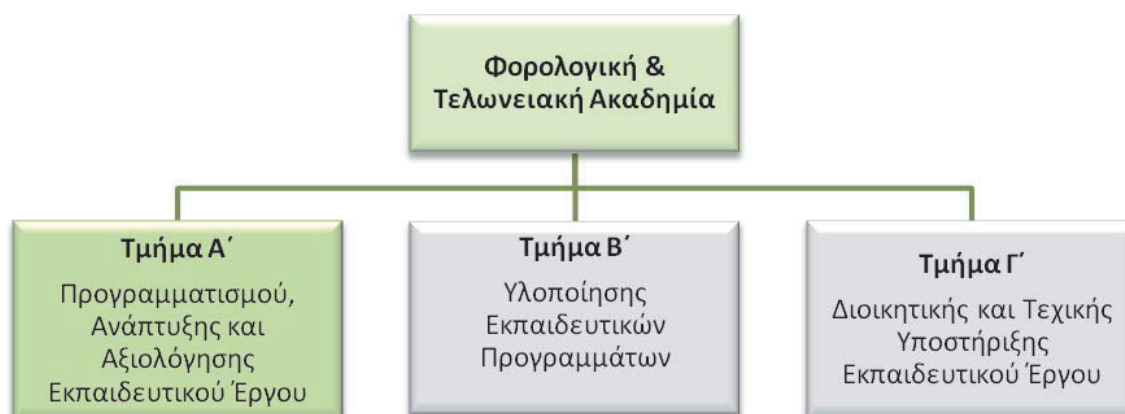 Φορολογική &
Τελωνειακή Ακαδημία
Τμήμα Α΄
Προγραμματισμού,
Ανάπτυξης και
Αξιολόγησης
Εκπαιδευτικού Έργου
Τμήμα Β΄
Υλοποίησης
Εκπαιδευτικών
Προγραμμάτων
Τμήμα Γ΄
Διοικητικής και Τεχικής
Υποστήριξης
Εκπαιδευτικού Έργου